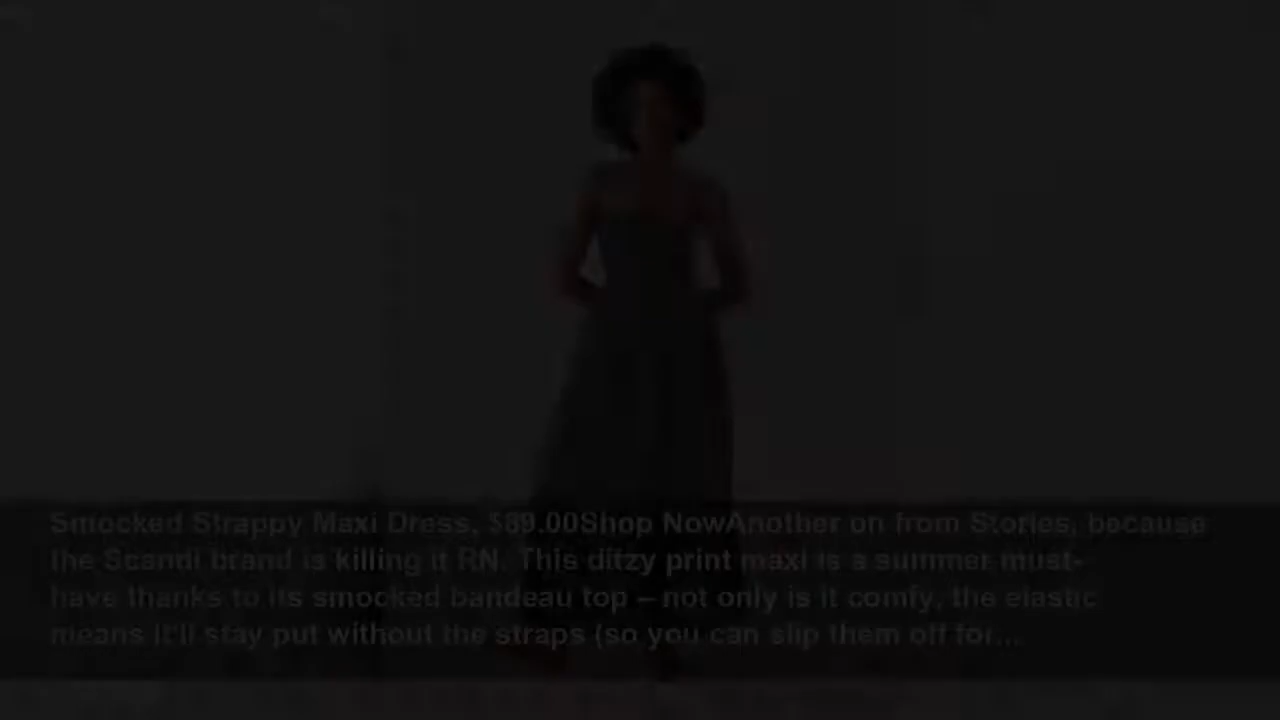 Smocked Strappy Maxi Dress, $89.00Shop NowAnother on from Stories, because
the Scandi brand is killing it RN. This ditzy print maxi is a summer must-
have thanks to its smocked bandeau top – not only is it comfy, the elastic
means it'll stay put without the straps (so you can slip them off for...